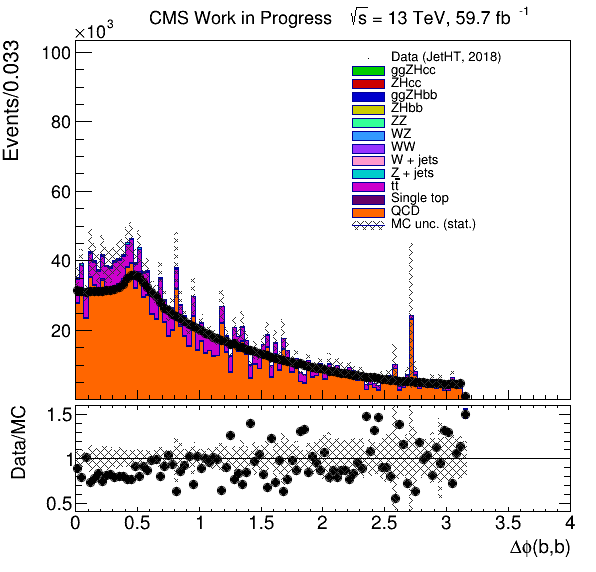 CMS Work in Progress √s = 13 TeV, 59.7 fb⁻¹
×10³
Events/0.033
100
80
60
40
20
Data (JetHT, 2018)
ggZHcc
ZHcc
ggZHbb
ZHbb
ZZ
WZ
WW
W + jets
Z + jets
tt̄
Single top
QCD
MC unc. (stat.)
Data/MC
1.5
1
0.5
0 0.5 1 1.5 2 2.5 3 3.5 4
Δϕ(b,b)